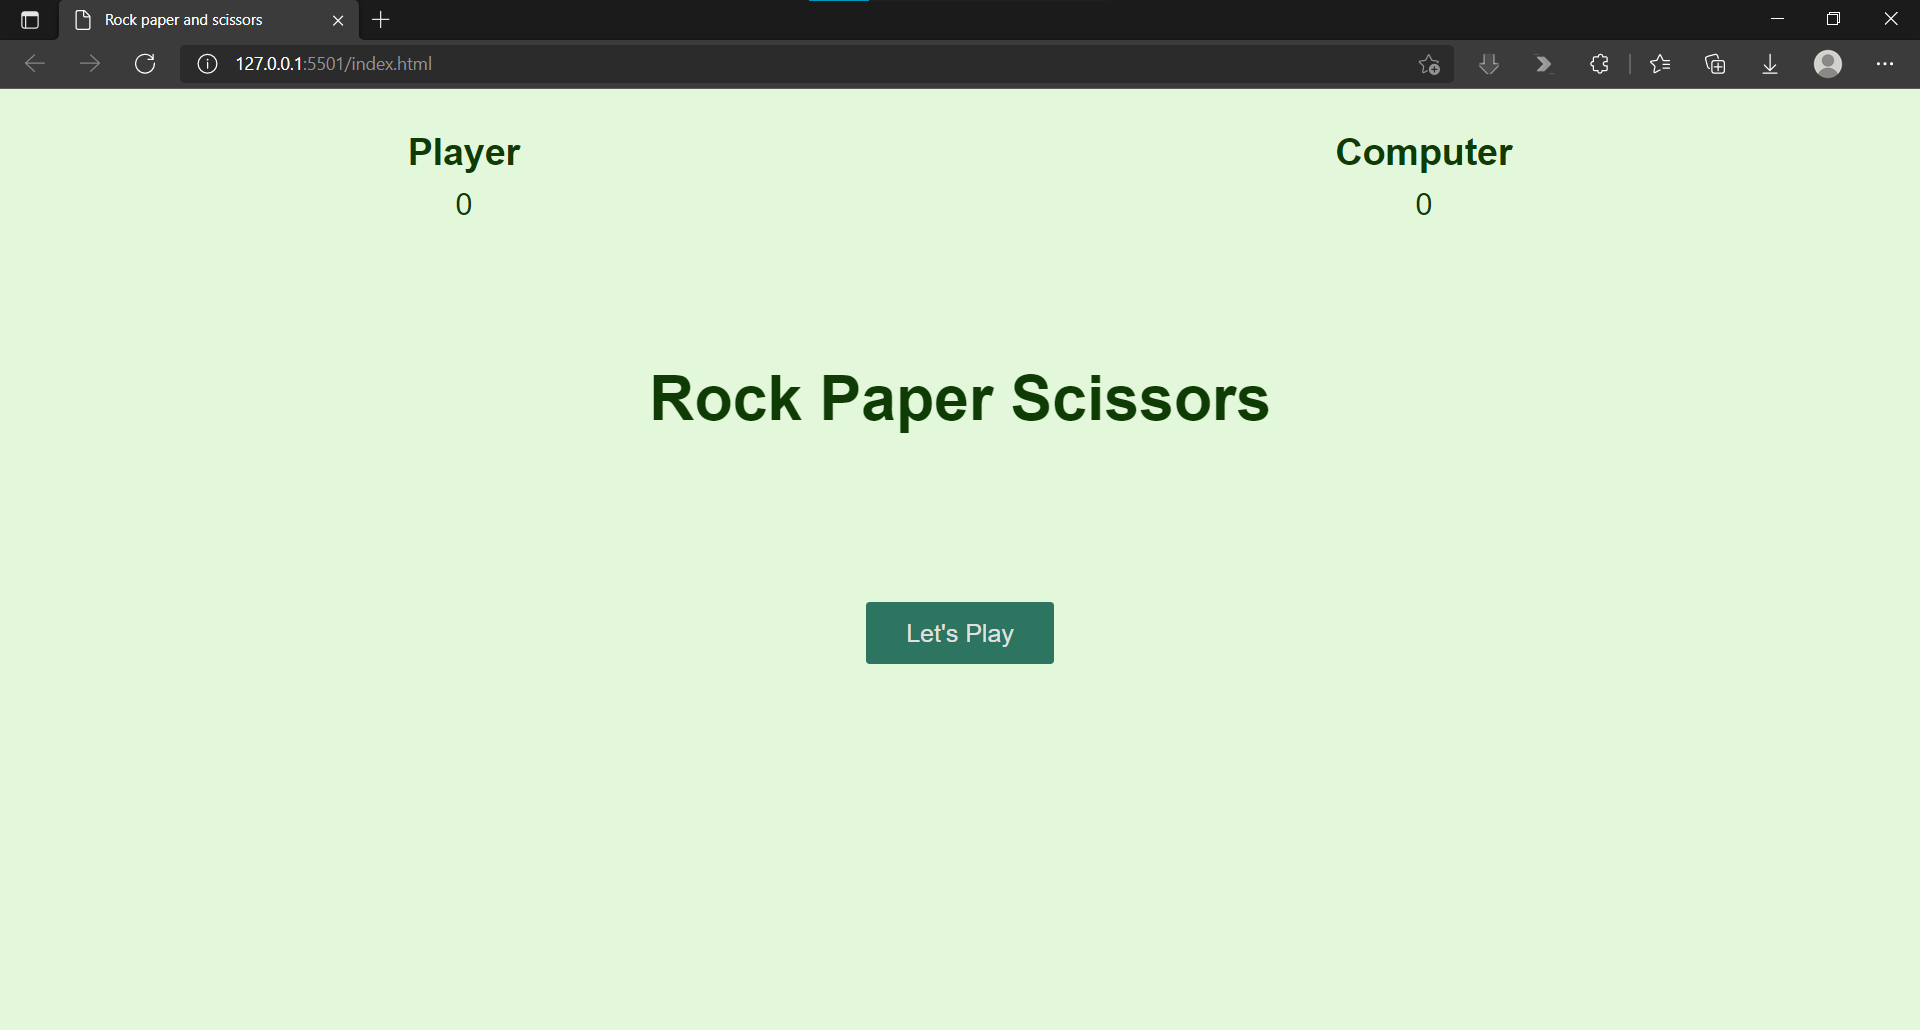 Rock paper and scissors
127.0.0.1:5501/index.html
Player
Computer
0
0
Rock Paper Scissors
Let's Play